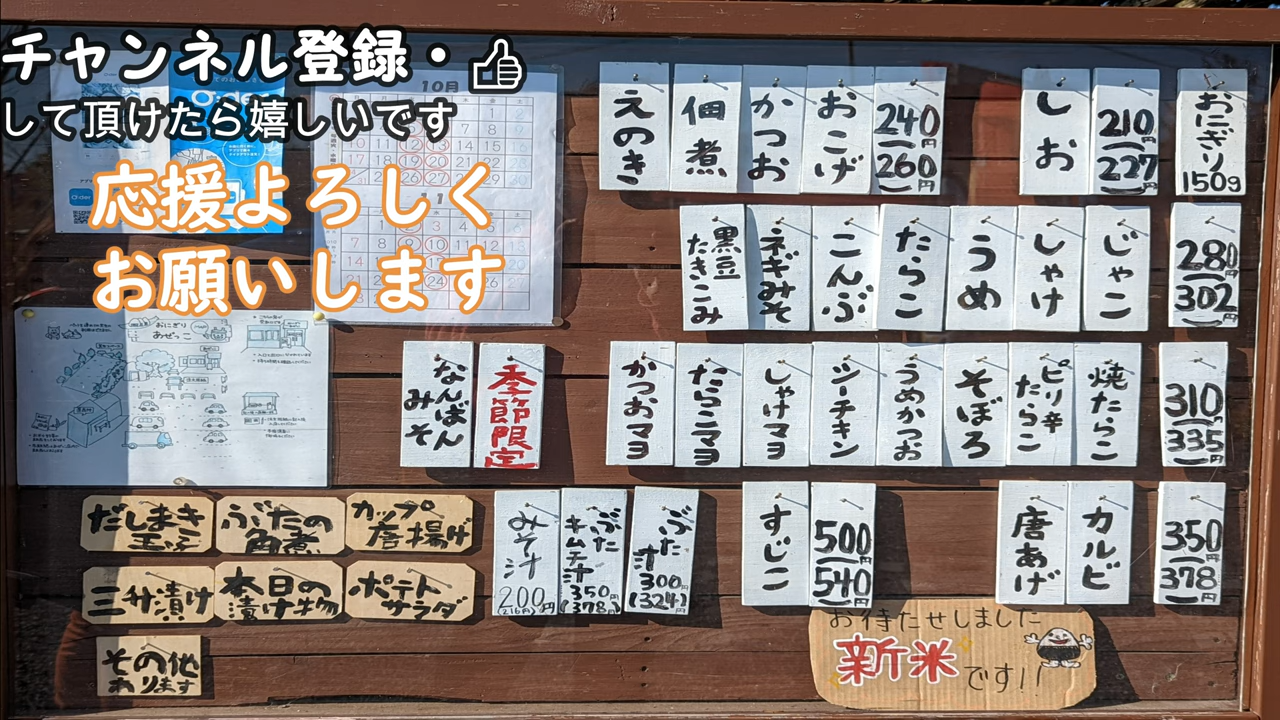 チャンネル登録・
して頂けたら嬉しいです
応援よろしく
お願いします
10月
おにぎり
150g
210円
227円
しお
240
260円
おこげ
かつお
佃煮
えのき
280円
302円
じゃこ
しゃけ
うめ
たらこ
こんぶ
ネギみそ
黒豆
たきこみ
310円
335円
焼たらこ
ピリ辛
たらこ
そぼろ
うめかつお
シーチキン
しゃけマヨ
たらこマヨ
かつおマヨ
季節限定
なんばん
みそ
350円
378円
カルビ
唐あげ
500円
540円
すじこ
ぶた汁
300円
(324)
ぶた
キムチ汁
350円
(378円)
みそ汁
200円
(216円)
おにぎり
あぜっこ
カップ
唐揚げ
ぶたの
角煮
だしまき
玉子
ポテト
サラダ
本日の
漬け物
三升漬け
その他
あります
お待たせしました
新米
です!!